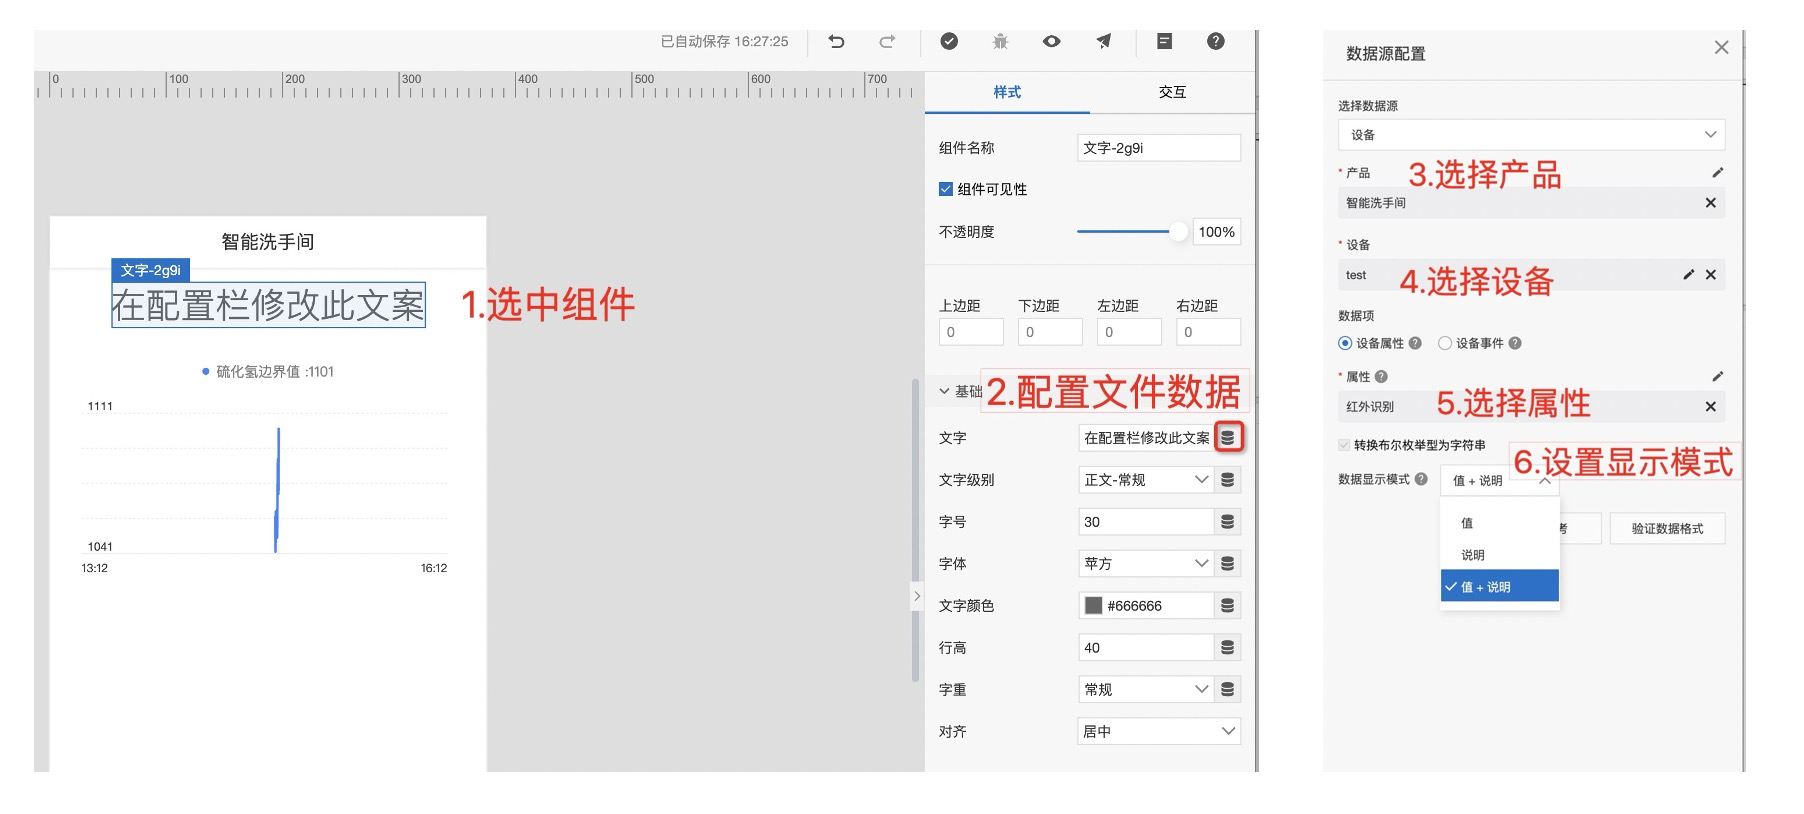 已自动保存 16:27:25
0 100 200 300 400 500 600 700
智能洗手间
文字-2g9i
在配置栏修改此文案
1.选中组件
硫化氢边界值 :1101
1111
1041
13:12 16:12
样式 交互
组件名称 文字-2g9i
组件可见性
不透明度 100%
上边距 下边距 左边距 右边距
0 0 0 0
基础
2.配置文件数据
文字 在配置栏修改此文案
文字级别 正文-常规
字号 30
字体 苹方
文字颜色 #666666
行高 40
字重 常规
对齐 居中
数据源配置
选择数据源
设备
* 产品
3.选择产品
智能洗手间
* 设备
test
4.选择设备
数据项
设备属性 设备事件
* 属性
红外识别
5.选择属性
转换布尔枚举型为字符串
6.设置显示模式
数据显示模式 值 + 说明
值
说明
值 + 说明
验证数据格式